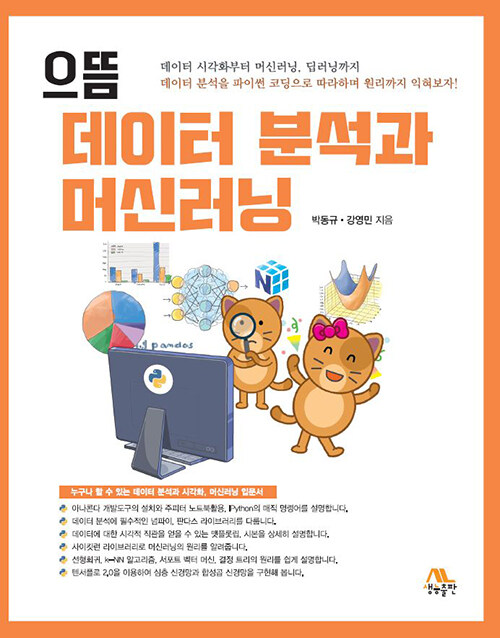 데이터 시각화부터 머신러닝, 딥러닝까지
데이터 분석을 파이썬 코딩으로 따라하며 원리까지 익혀보자!
으뜸
데이터 분석과
머신러닝
박동규 · 강영민 지음
pandas
누구나 할 수 있는 데이터 분석과 시각화, 머신러닝 입문서
아나콘다 개발도구의 설치와 주피터 노트북활용, IPython의 매직 명령어를 설명합니다.
데이터 분석에 필수적인 넘파이, 판다스 라이브러리를 다룹니다.
데이터에 대한 시각적 직관을 얻을 수 있는 맷플롯립, 시본을 상세히 설명합니다.
사이킷런 라이브러리로 머신러닝의 원리를 알려줍니다.
선형회귀, k-NN 알고리즘, 서포트 벡터 머신, 결정 트리의 원리를 쉽게 설명합니다.
텐서플로 2.0을 이용하여 심층 신경망과 합성곱 신경망을 구현해 봅니다.
생능출판